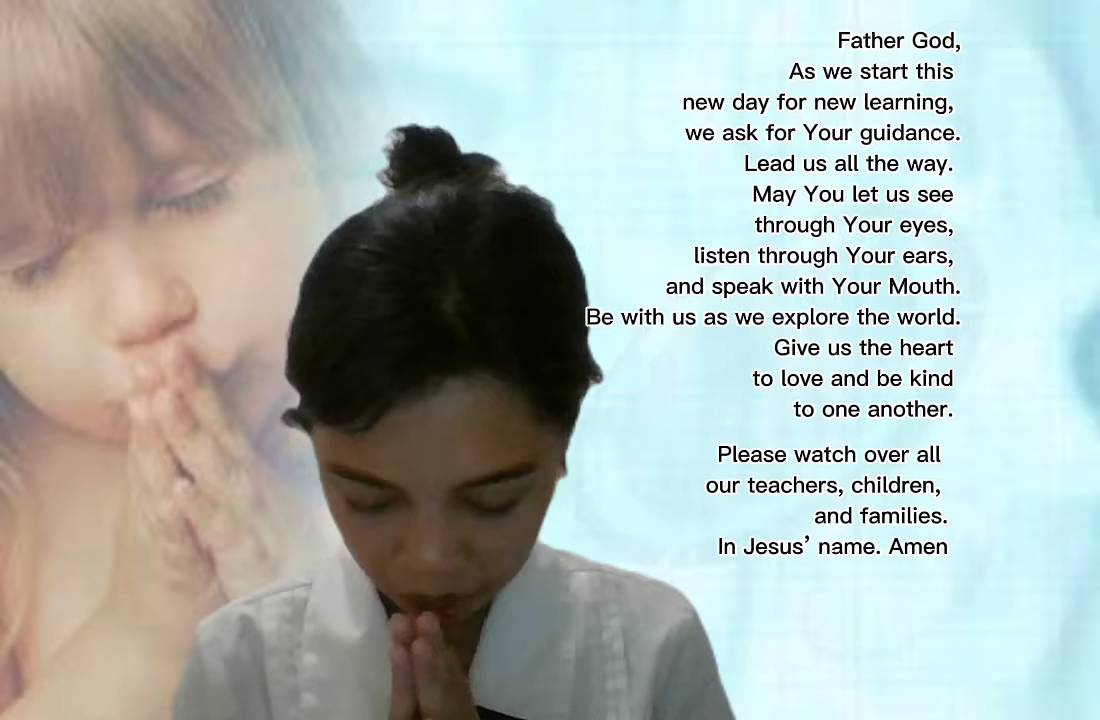 Father God,
As we start this
new day for new learning,
we ask for Your guidance.
Lead us all the way.
May You let us see
through Your eyes,
listen through Your ears,
and speak with Your Mouth.
Be with us as we explore the world.
Give us the heart
to love and be kind
to one another.
Please watch over all
our teachers, children,
and families.
In Jesus’ name. Amen